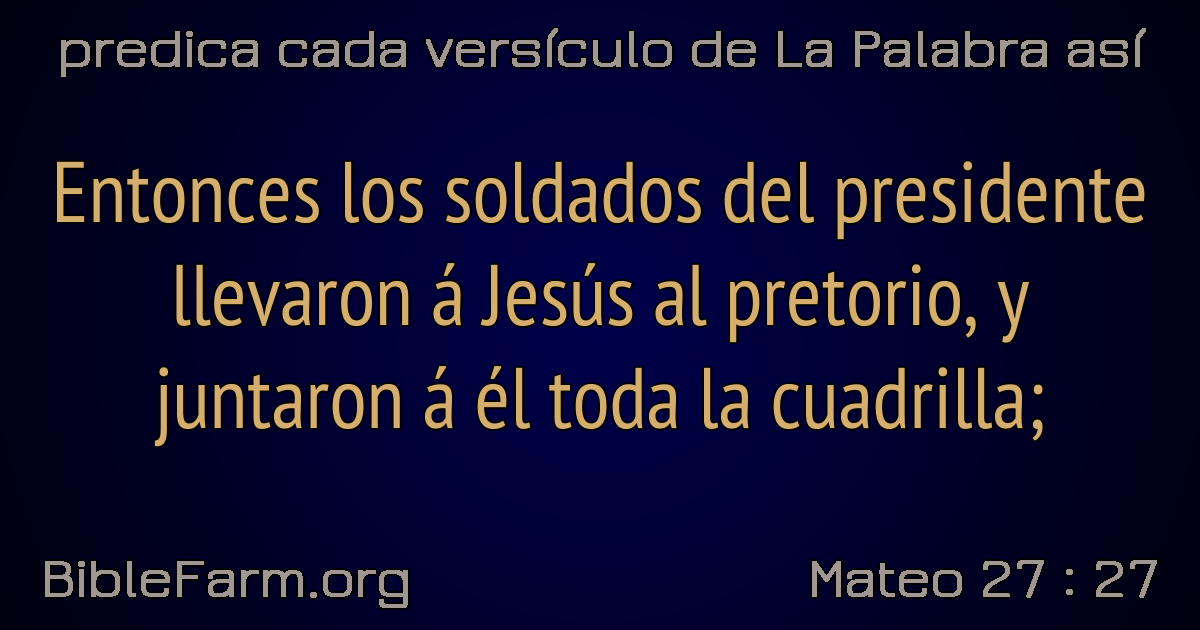 predica cada versículo de La Palabra así
Entonces los soldados del presidente
llevaron á Jesús al pretorio, y
juntaron á él toda la cuadrilla;
BibleFarm.org
Mateo 27 : 27